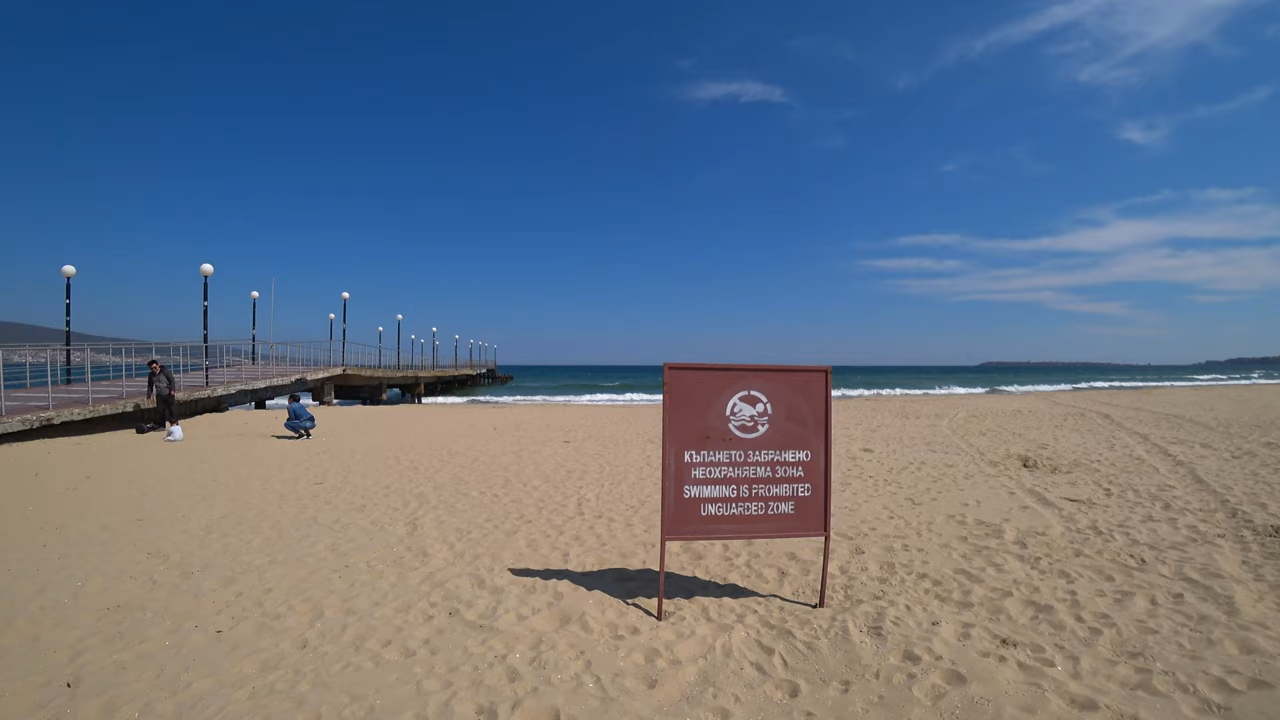 КЪПАНЕТО ЗАБРАНЕНО
НЕОХРАНЯЕМА ЗОНА
SWIMMING IS PROHIBITED
UNGUARDED ZONE